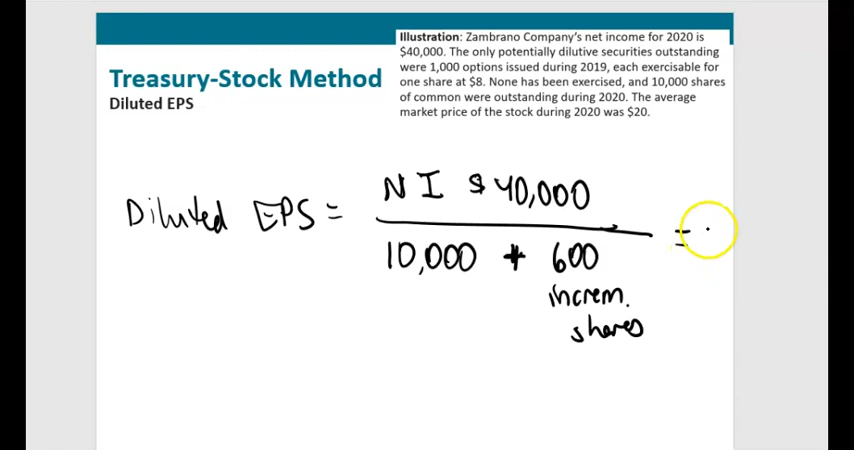 Illustration: Zambrano Company's net income for 2020 is
$40,000. The only potentially dilutive securities outstanding
were 1,000 options issued during 2019, each exercisable for
one share at $8. None has been exercised, and 10,000 shares
of common were outstanding during 2020. The average
market price of the stock during 2020 was $20.
Treasury-Stock Method
Diluted EPS
Diluted EPS = NI $40,000 =
10,000 + 600
increm.
shares